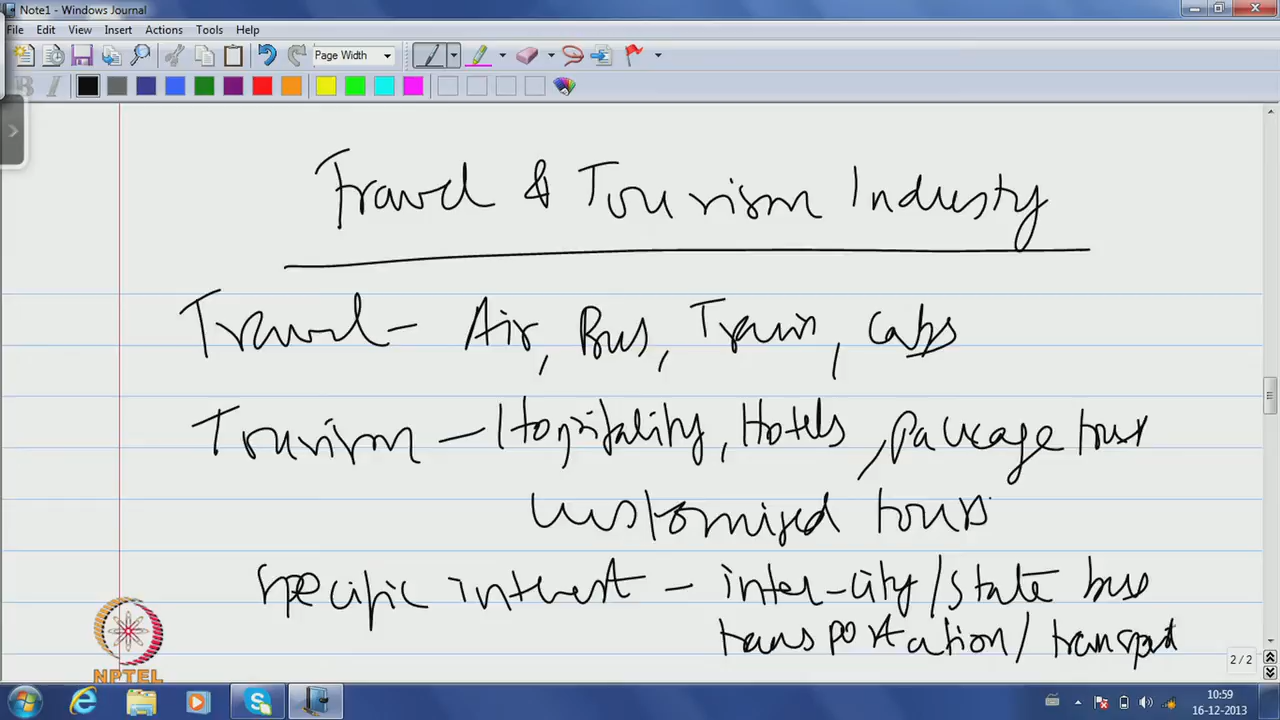 Note1 - Windows Journal
File Edit View Insert Actions Tools Help
Page Width
B I
Travel & Tourism Industry
Travel - Air, Bus, Train, cabs
Tourism - Hospitality, Hotels, package tours
customised tours
specific interest - inter-city/state bus
transportation/transport
NPTEL
2/2
10:59
16-12-2013